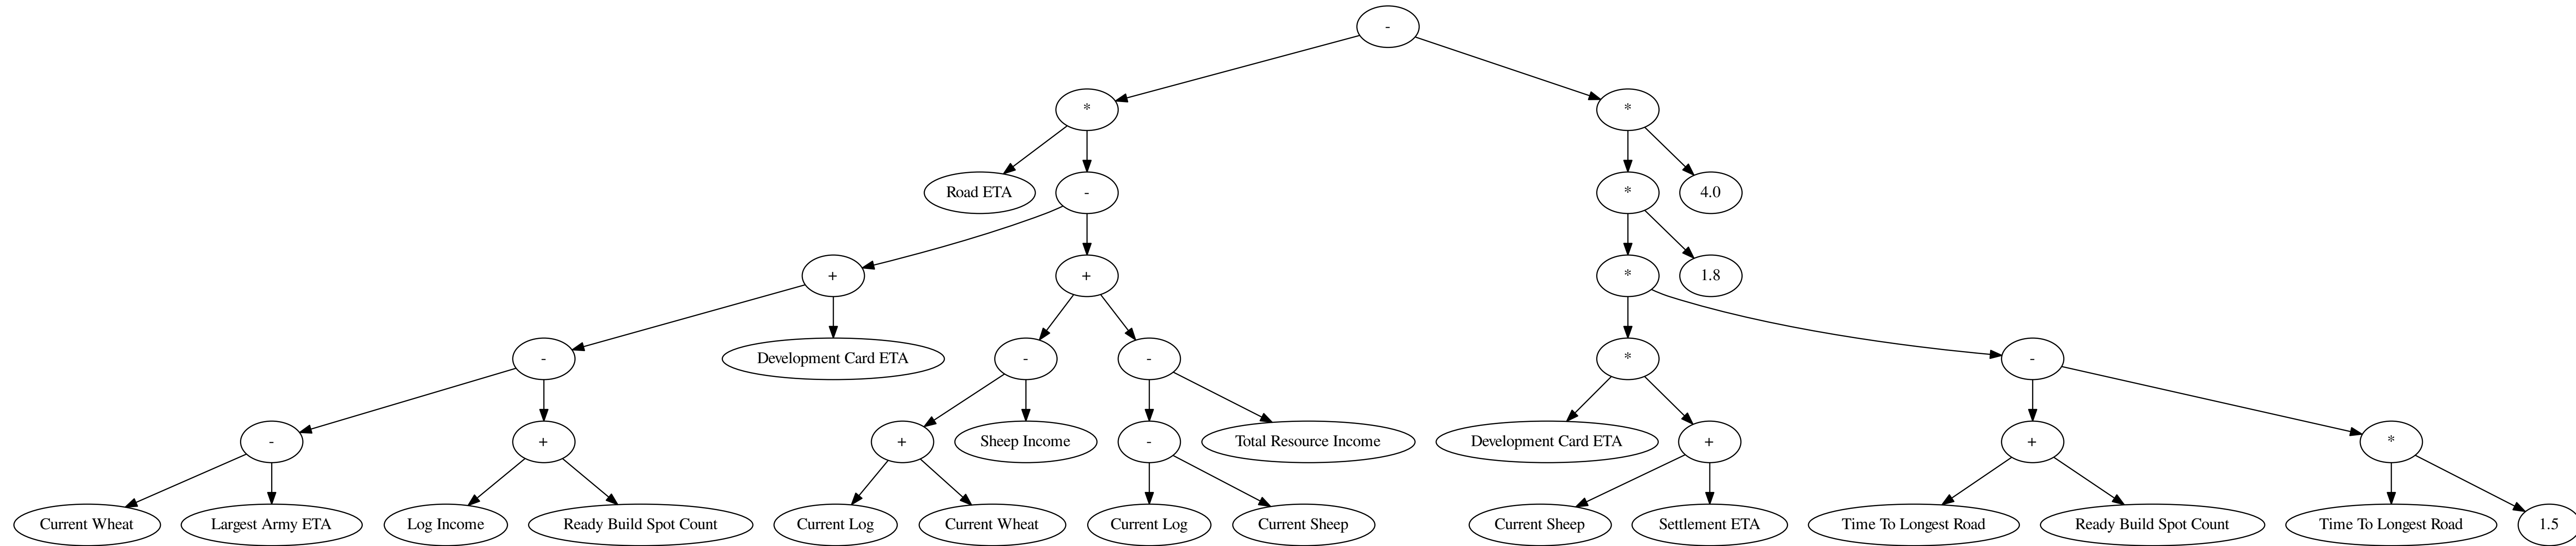 -
* *
Road ETA - * 4.0
+ + * 1.8
- Development Card ETA - - * -
- + + Sheep Income - Total Resource Income Development Card ETA + + *
Current Wheat Largest Army ETA Log Income Ready Build Spot Count Current Log Current Wheat Current Log Current Sheep Current Sheep Settlement ETA Time To Longest Road Ready Build Spot Count Time To Longest Road 1.5